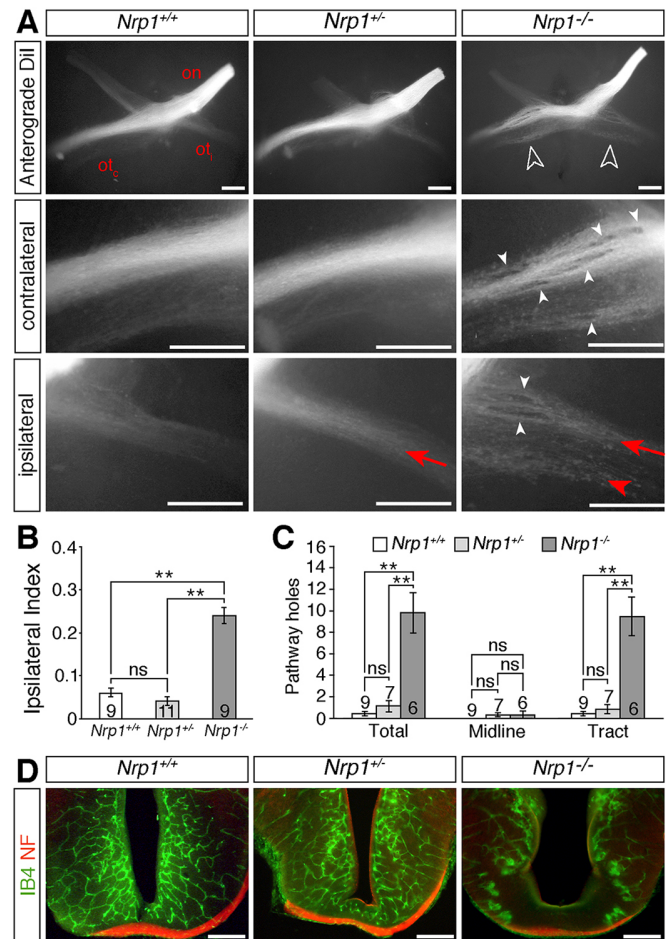 A
Nrp1+/+ Nrp1+/- Nrp1-/-
Anterograde DiI
on
otc
oti
contralateral
ipsilateral
B
Ipsilateral Index
0.4
0.3
0.2
0.1
0
**
**
ns
9 11 9
Nrp1+/+ Nrp1+/- Nrp1-/-
C
Nrp1+/+ Nrp1+/- Nrp1-/-
Pathway holes
16
14
12
10
8
6
4
2
0
** **
** **
ns ns
ns ns ns
9 7 6 9 7 6 9 7 6
Total Midline Tract
D
Nrp1+/+ Nrp1+/- Nrp1-/-
IB4 NF